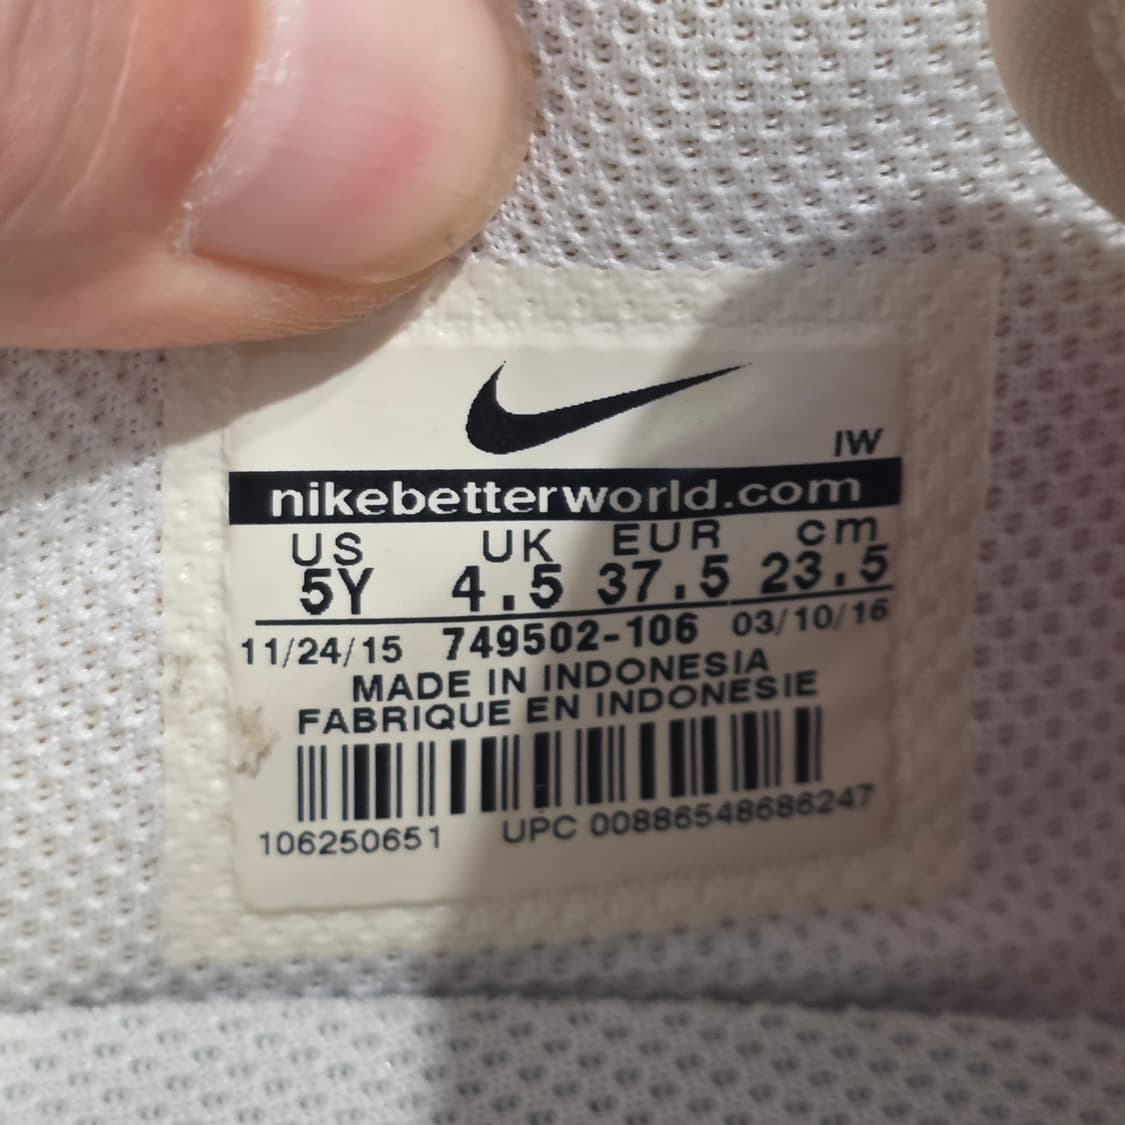 IW
nikebetterworld.com
US UK EUR cm
5Y 4.5 37.5 23.5
11/24/15 749502-106 03/10/16
MADE IN INDONESIA
FABRIQUE EN INDONESIE
106250651 UPC 00886548686247